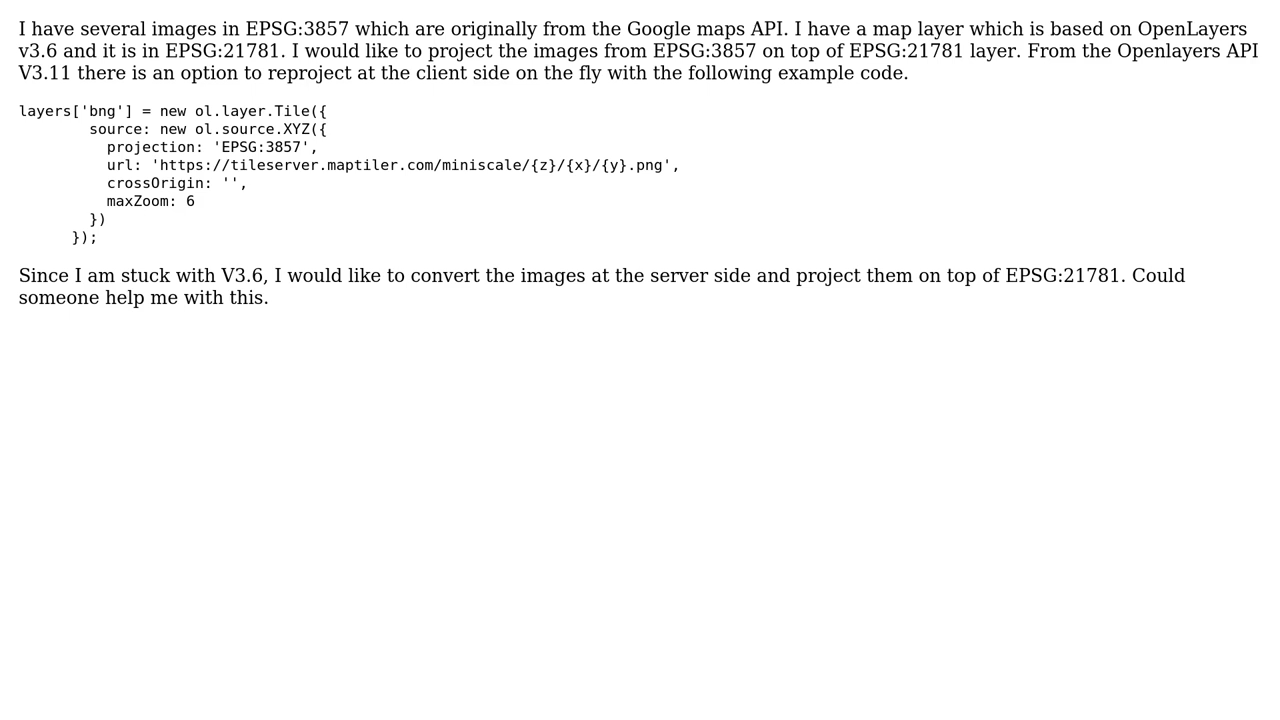 I have several images in EPSG:3857 which are originally from the Google maps API. I have a map layer which is based on OpenLayers
v3.6 and it is in EPSG:21781. I would like to project the images from EPSG:3857 on top of EPSG:21781 layer. From the Openlayers API
V3.11 there is an option to reproject at the client side on the fly with the following example code.
layers['bng'] = new ol.layer.Tile({
        source: new ol.source.XYZ({
          projection: 'EPSG:3857',
          url: 'https://tileserver.maptiler.com/miniscale/{z}/{x}/{y}.png',
          crossOrigin: '',
          maxZoom: 6
        })
      });
Since I am stuck with V3.6, I would like to convert the images at the server side and project them on top of EPSG:21781. Could
someone help me with this.